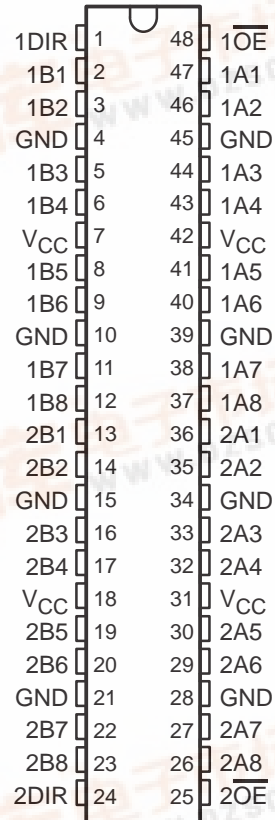 1DIR 1 48 1O̅E̅
1B1 2 47 1A1
1B2 3 46 1A2
GND 4 45 GND
1B3 5 44 1A3
1B4 6 43 1A4
VCC 7 42 VCC
1B5 8 41 1A5
1B6 9 40 1A6
GND 10 39 GND
1B7 11 38 1A7
1B8 12 37 1A8
2B1 13 36 2A1
2B2 14 35 2A2
GND 15 34 GND
2B3 16 33 2A3
2B4 17 32 2A4
VCC 18 31 VCC
2B5 19 30 2A5
2B6 20 29 2A6
GND 21 28 GND
2B7 22 27 2A7
2B8 23 26 2A8
2DIR 24 25 2O̅E̅